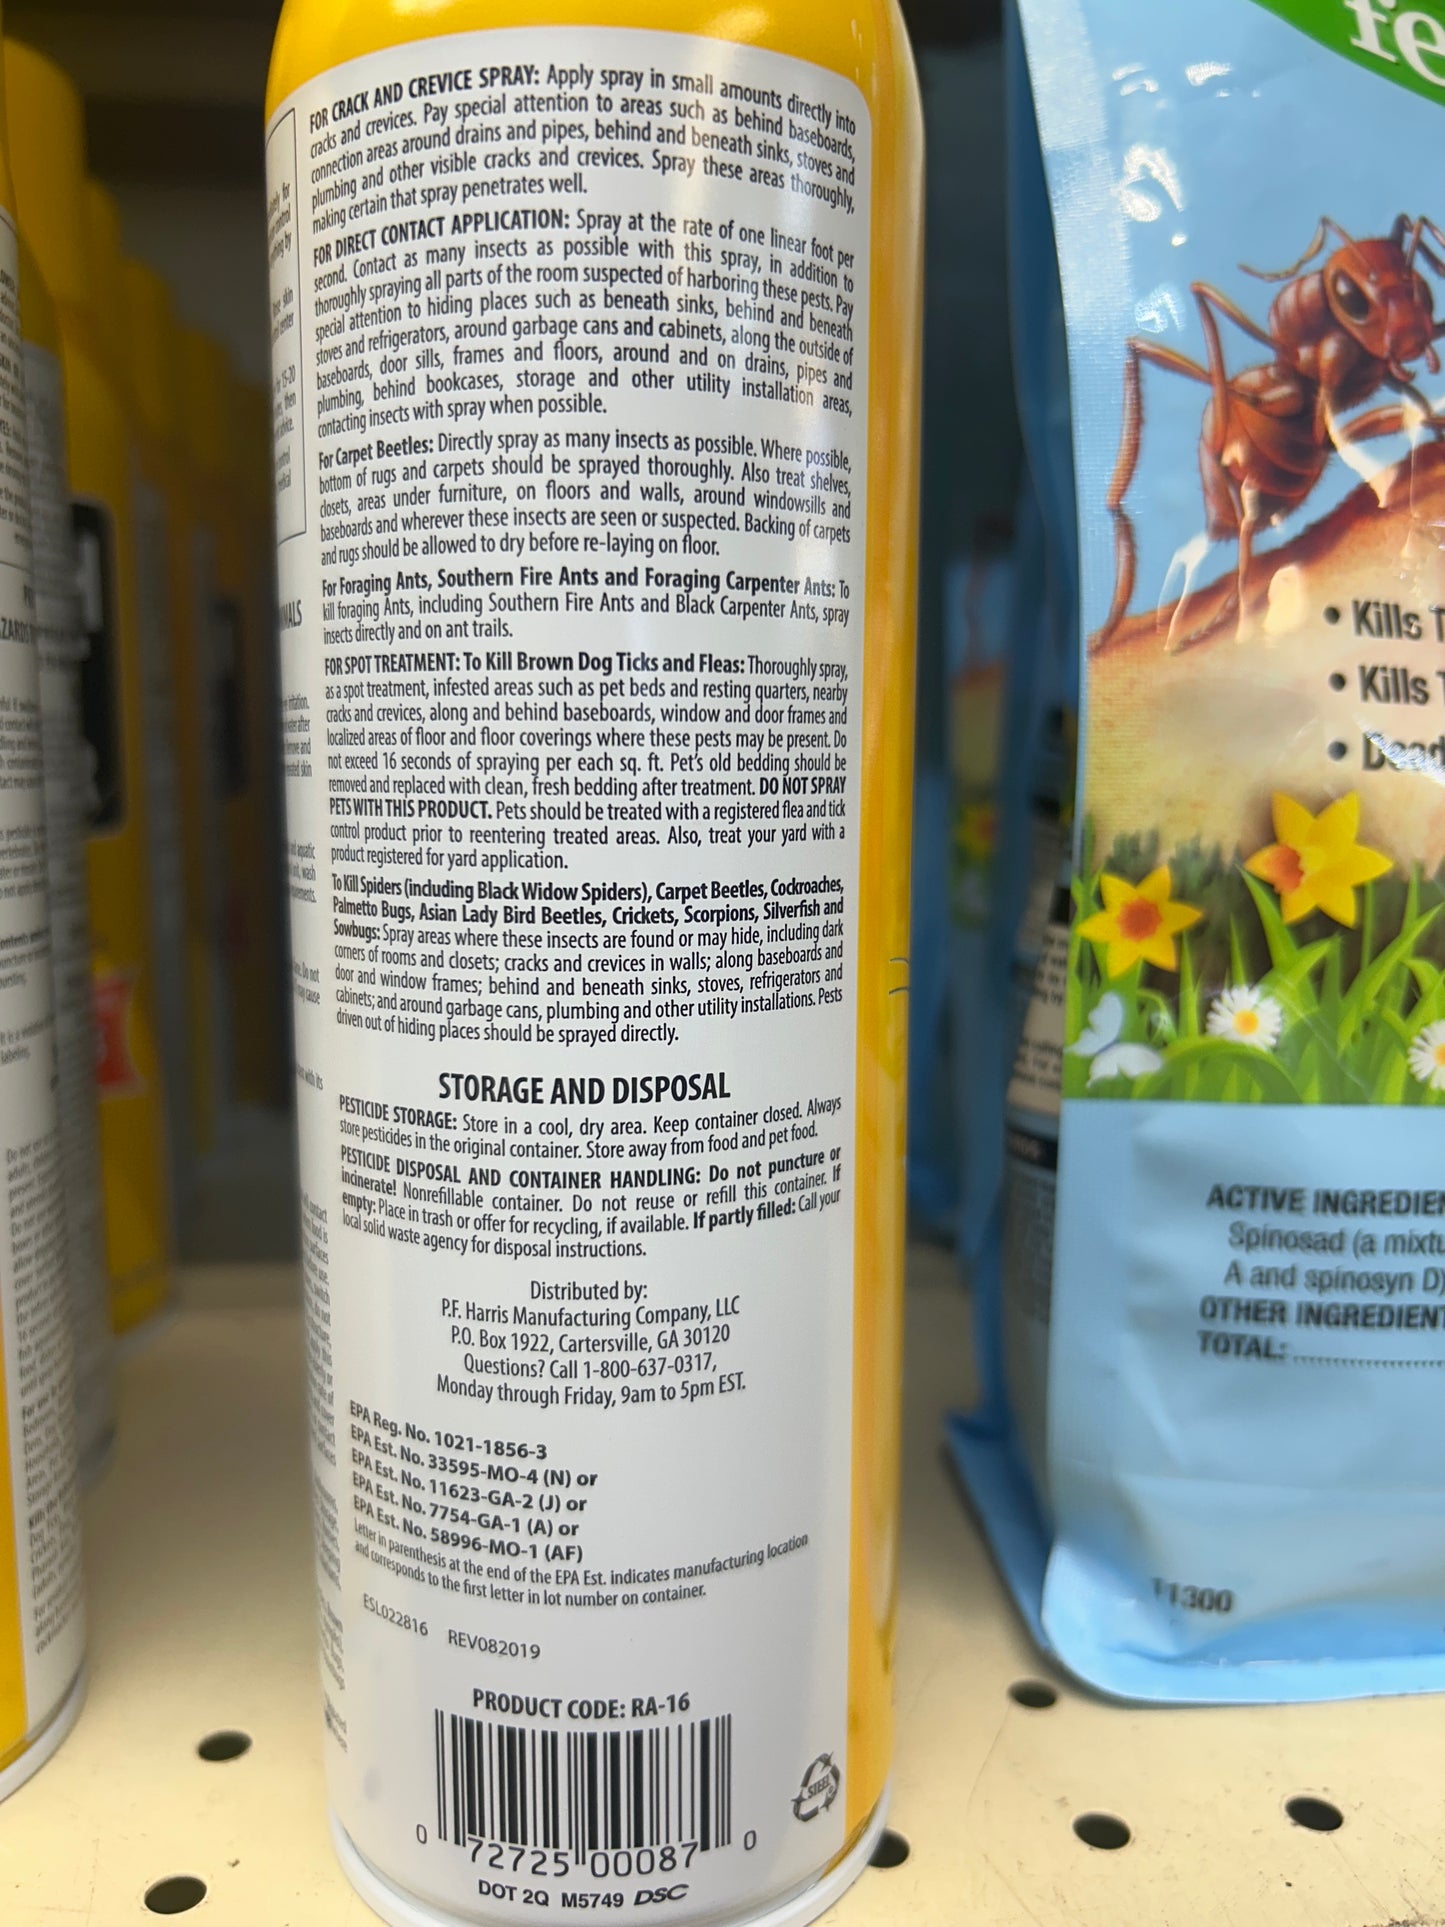 FOR CRACK AND CREVICE SPRAY: Apply spray in small amounts directly into
cracks and crevices. Pay special attention to areas such as behind baseboards,
connection areas around drains and pipes, behind and beneath sinks, stoves and
plumbing and other visible cracks and crevices. Spray these areas thoroughly,
making certain that spray penetrates well.
FOR DIRECT CONTACT APPLICATION: Spray at the rate of one linear foot per
second. Contact as many insects as possible with this spray, in addition to
thoroughly spraying all parts of the room suspected of harboring these pests. Pay
special attention to hiding places such as beneath sinks, behind and beneath
stoves and refrigerators, around garbage cans and cabinets, along the outside of
baseboards, door sills, frames and floors, around and on drains, pipes and
plumbing, behind bookcases, storage and other utility installation areas,
contacting insects with spray when possible.
For Carpet Beetles: Directly spray as many insects as possible. Where possible,
bottom of rugs and carpets should be sprayed thoroughly. Also treat shelves,
closets, areas under furniture, on floors and walls, around windowsills and
baseboards and wherever these insects are seen or suspected. Backing of carpets
and rugs should be allowed to dry before re-laying on floor.
For Foraging Ants, Southern Fire Ants and Foraging Carpenter Ants: To
kill foraging Ants, including Southern Fire Ants and Black Carpenter Ants, spray
insects directly and on ant trails.
FOR SPOT TREATMENT: To Kill Brown Dog Ticks and Fleas: Thoroughly spray,
as a spot treatment, infested areas such as pet beds and resting quarters, nearby
cracks and crevices, along and behind baseboards, window and door frames and
localized areas of floor and floor coverings where these pests may be present. Do
not exceed 16 seconds of spraying per each sq. ft. Pet's old bedding should be
removed and replaced with clean, fresh bedding after treatment. DO NOT SPRAY
PETS WITH THIS PRODUCT. Pets should be treated with a registered flea and tick
control product prior to reentering treated areas. Also, treat your yard with a
product registered for yard application.
To Kill Spiders (including Black Widow Spiders), Carpet Beetles, Cockroaches,
Palmetto Bugs, Asian Lady Bird Beetles, Crickets, Scorpions, Silverfish and
Sowbugs: Spray areas where these insects are found or may hide, including dark
corners of rooms and closets; cracks and crevices in walls; along baseboards and
door and window frames; behind and beneath sinks, stoves, refrigerators and
cabinets; and around garbage cans, plumbing and other utility installations. Pests
driven out of hiding places should be sprayed directly.
STORAGE AND DISPOSAL
PESTICIDE STORAGE: Store in a cool, dry area. Keep container closed. Always
store pesticides in the original container. Store away from food and pet food.
PESTICIDE DISPOSAL AND CONTAINER HANDLING: Do not puncture or
incinerate! Nonrefillable container. Do not reuse or refill this container. If
empty: Place in trash or offer for recycling, if available. If partly filled: Call your
local solid waste agency for disposal instructions.
Distributed by:
P.F. Harris Manufacturing Company, LLC
P.O. Box 1922, Cartersville, GA 30120
Questions? Call 1-800-637-0317,
Monday through Friday, 9am to 5pm EST.
EPA Reg. No. 1021-1856-3
EPA Est. No. 33595-MO-4 (N) or
EPA Est. No. 11623-GA-2 (J) or
EPA Est. No. 7754-GA-1 (A) or
EPA Est. No. 58996-MO-1 (AF)
Letter in parenthesis at the end of the EPA Est. indicates manufacturing location
and corresponds to the first letter in lot number on container.
ESL022816 REV082019
PRODUCT CODE: RA-16
0 72725 00087 0
STEEL
DOT 2Q M5749 DSC
• Kills
• Kills
• Dead
ACTIVE INGREDIEN
Spinosad (a mixtu
A and spinosyn D)
OTHER INGREDIENT
TOTAL:
11300